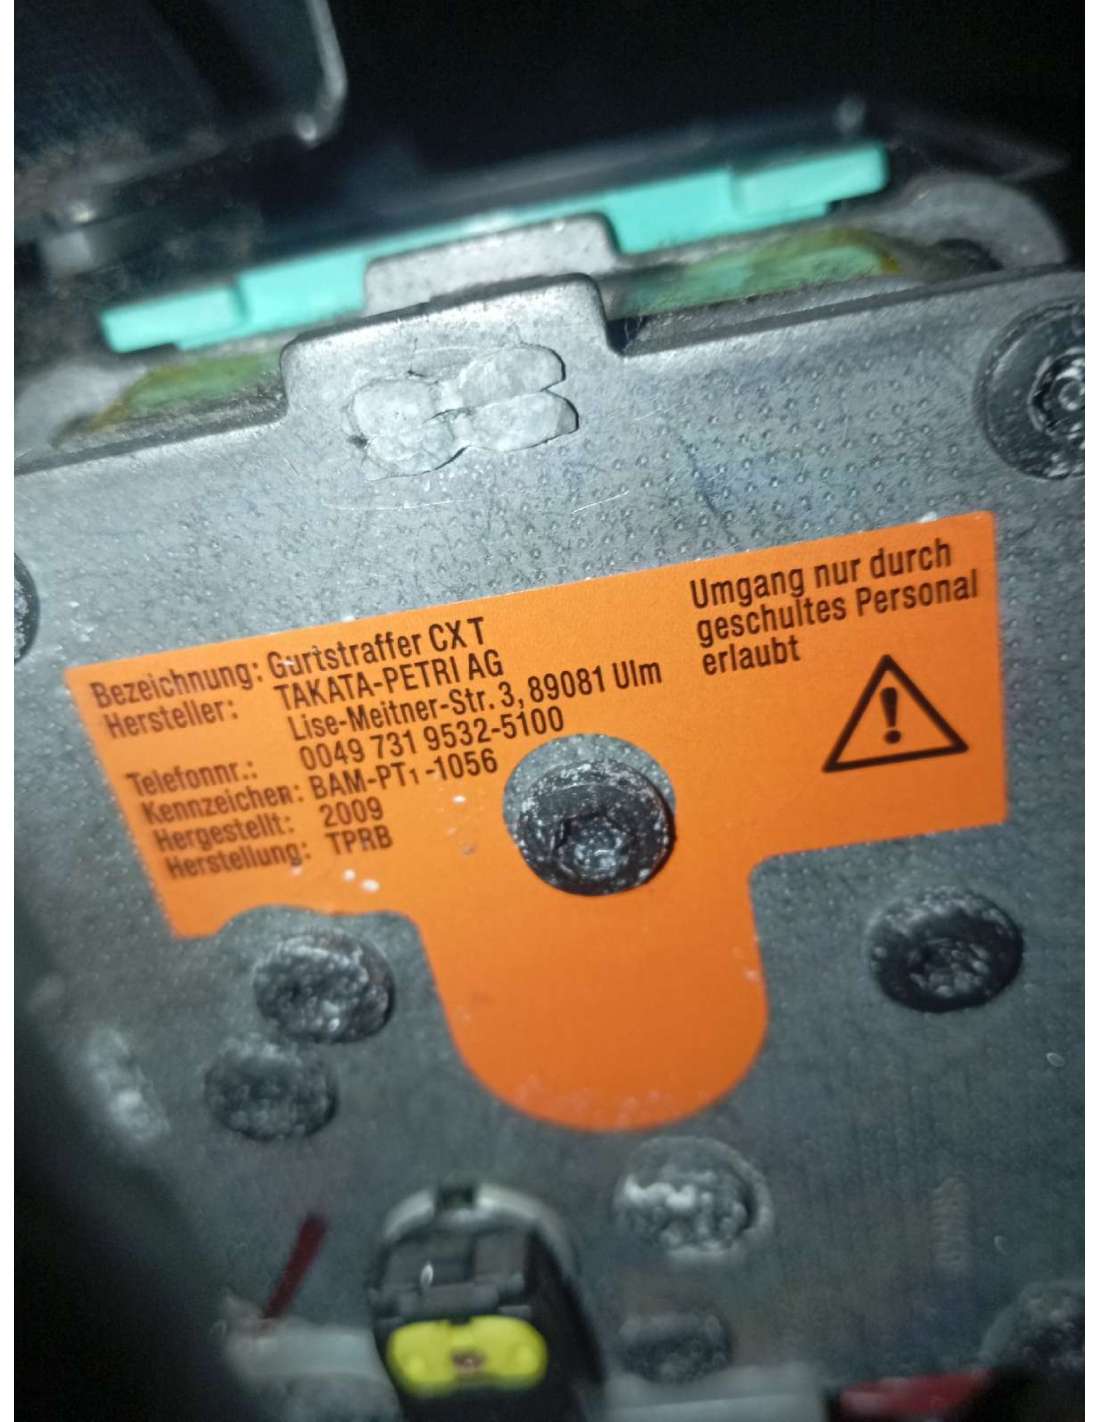 Bezeichnung: Gurtstraffer CX T
Hersteller: TAKATA-PETRI AG
Lise-Meitner-Str. 3, 89081 Ulm
Telefonnr.: 0049 731 9532-5100
Kennzeichen: BAM-PT₁-1056
Hergestellt: 2009
Herstellung: TPRB
Umgang nur durch
geschultes Personal
erlaubt